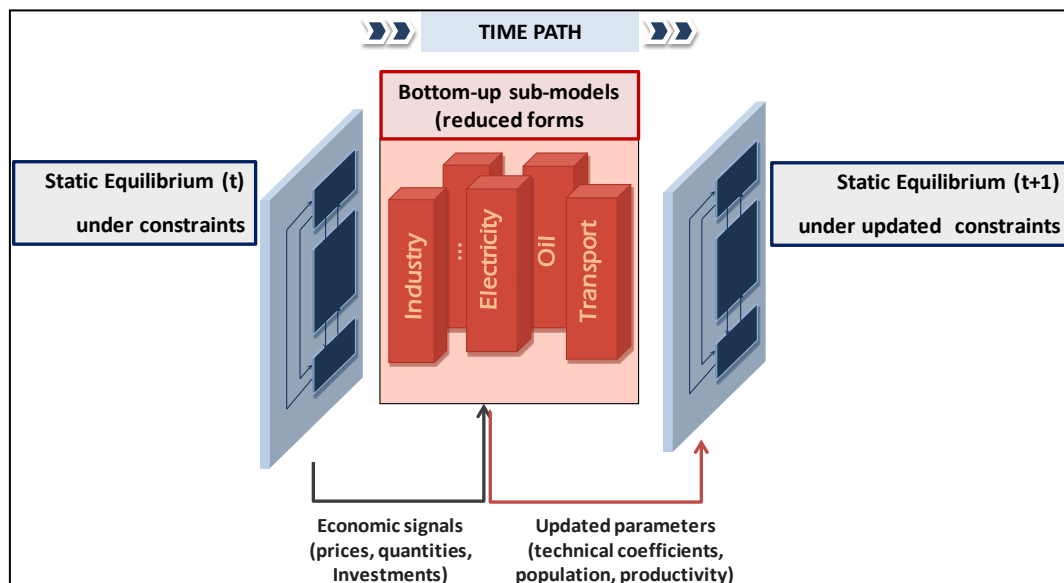 TIME PATH
Bottom-up sub-models
(reduced forms
Static Equilibrium (t)
under constraints
Industry
...
Electricity
Oil
Transport
Static Equilibrium (t+1)
under updated constraints
Economic signals
(prices, quantities,
Investments)
Updated parameters
(technical coefficients,
population, productivity)